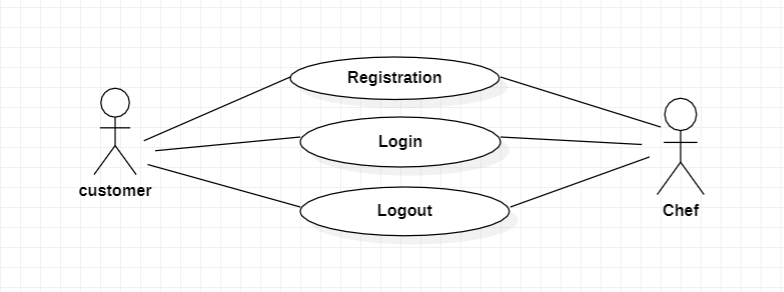 Registration
Login
customer
Logout
Chef